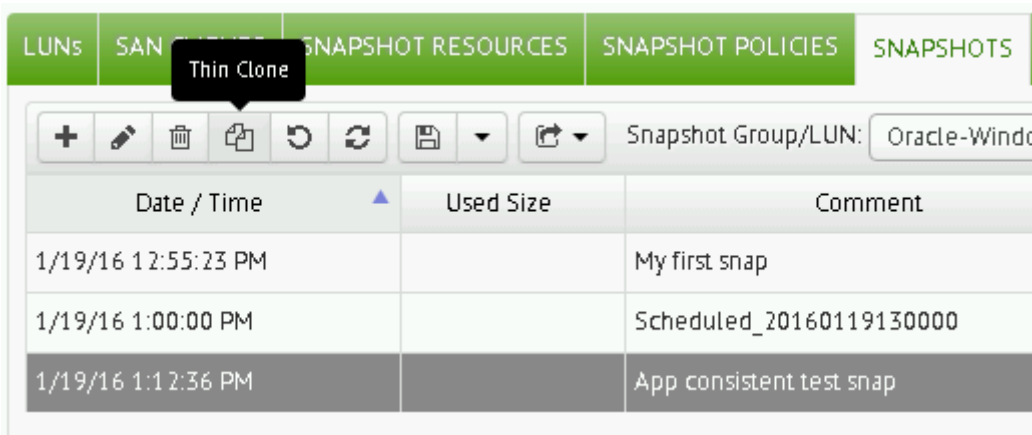 LUNs SAN SNAPSHOT RESOURCES SNAPSHOT POLICIES SNAPSHOTS
Thin Clone
Snapshot Group/LUN: Oracle-Windo
Date / Time Used Size Comment
1/19/16 12:55:23 PM My first snap
1/19/16 1:00:00 PM Scheduled_20160119130000
1/19/16 1:12:36 PM App consistent test snap